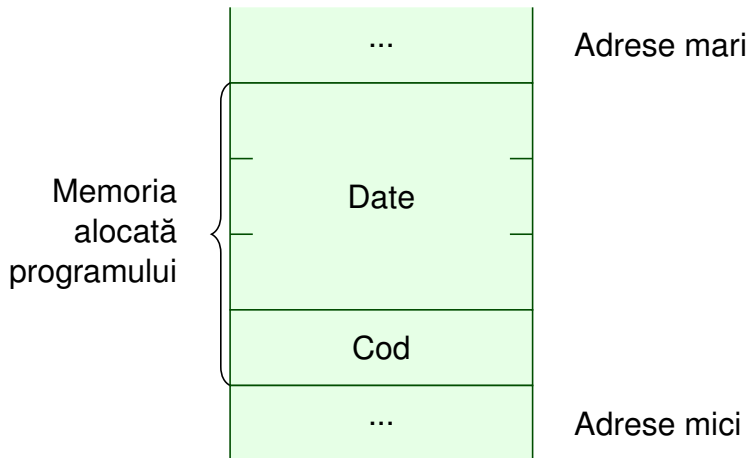 ...
Adrese mari
Memoria
alocată
programului
Date
Cod
...
Adrese mici